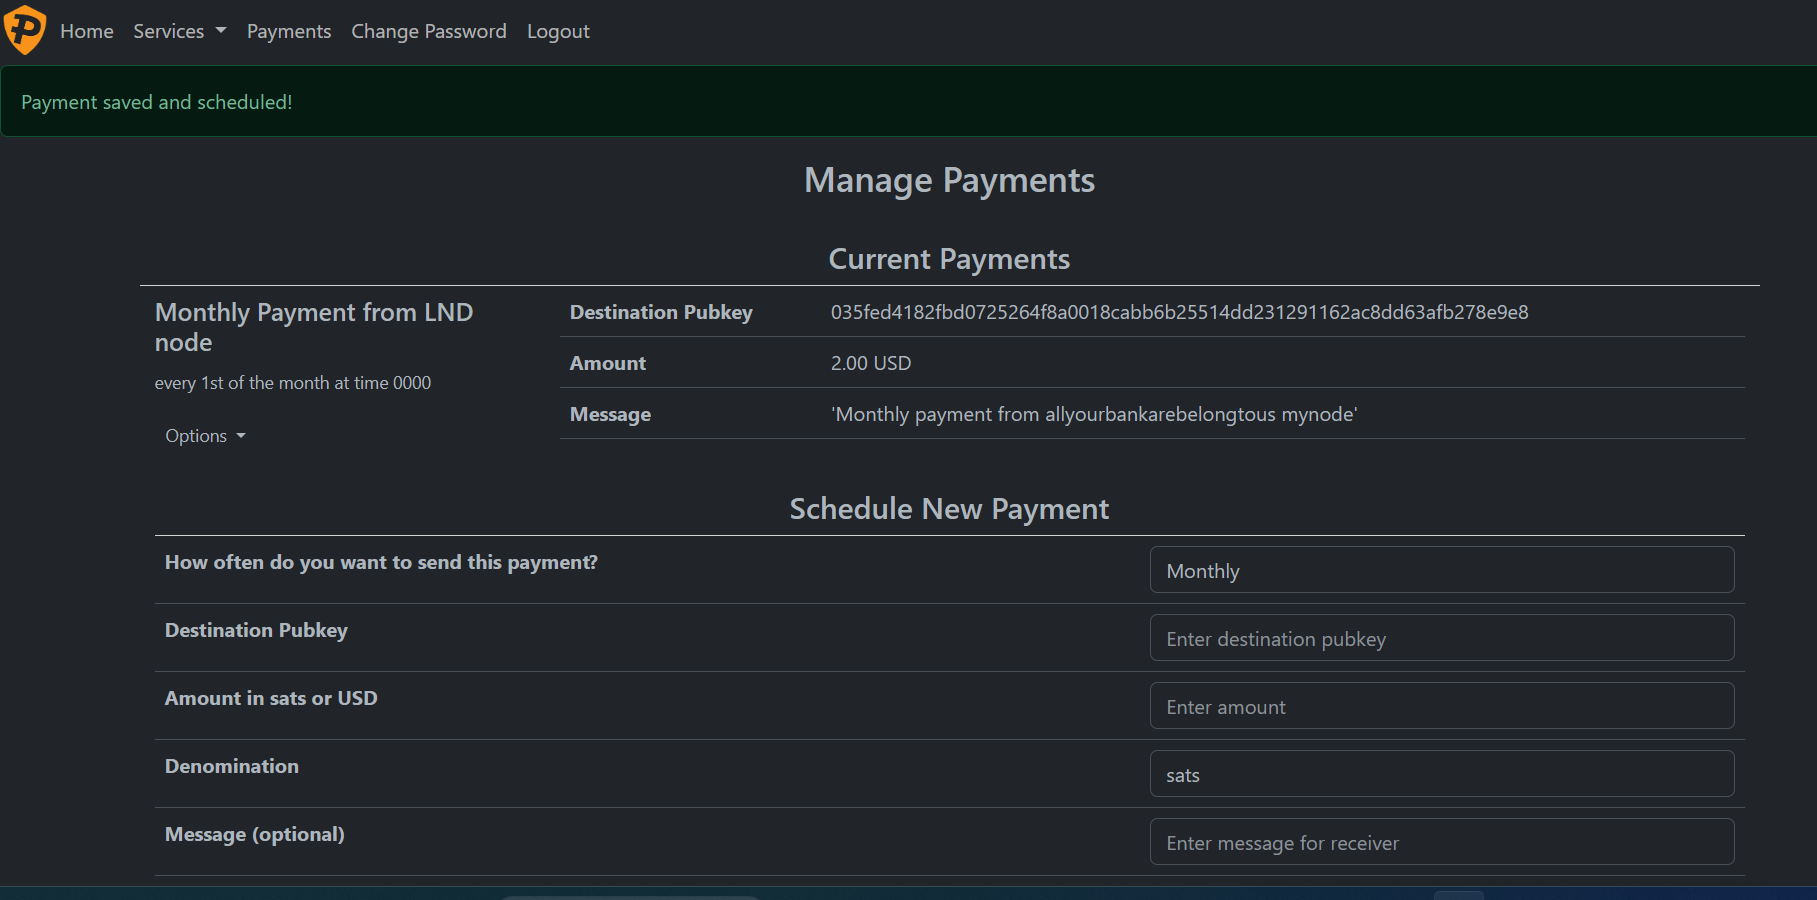 Home Services Payments Change Password Logout
Payment saved and scheduled!
Manage Payments
Current Payments
Monthly Payment from LND
node
every 1st of the month at time 0000
Options
Destination Pubkey 035fed4182fbd0725264f8a0018cabb6b25514dd231291162ac8dd63afb278e9e8
Amount 2.00 USD
Message 'Monthly payment from allyourbankarebelongtous mynode'
Schedule New Payment
How often do you want to send this payment? Monthly
Destination Pubkey Enter destination pubkey
Amount in sats or USD Enter amount
Denomination sats
Message (optional) Enter message for receiver